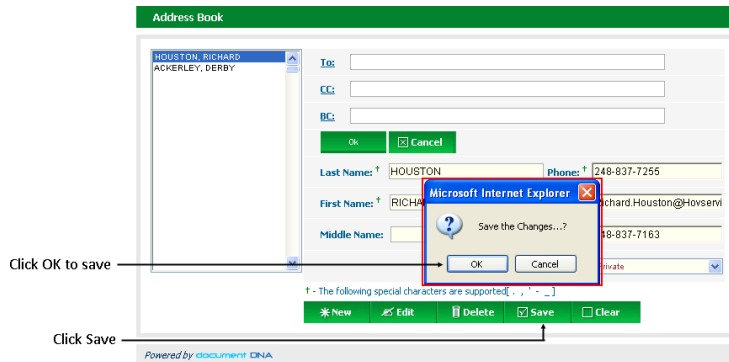 Address Book
HOUSTON, RICHARD
ACKERLEY, DERBY
To:
CC:
BC:
Ok Cancel
Last Name: † HOUSTON Phone: † 248-837-7255
Microsoft Internet Explorer
First Name: † RICHA ichard.Houston@Hovservi
Save the Changes...?
Middle Name: 48-837-7163
Click OK to save
OK Cancel
Private
† - The following special characters are supported[ . , ' - _ ]
New Edit Delete Save Clear
Click Save
Powered by document DNA